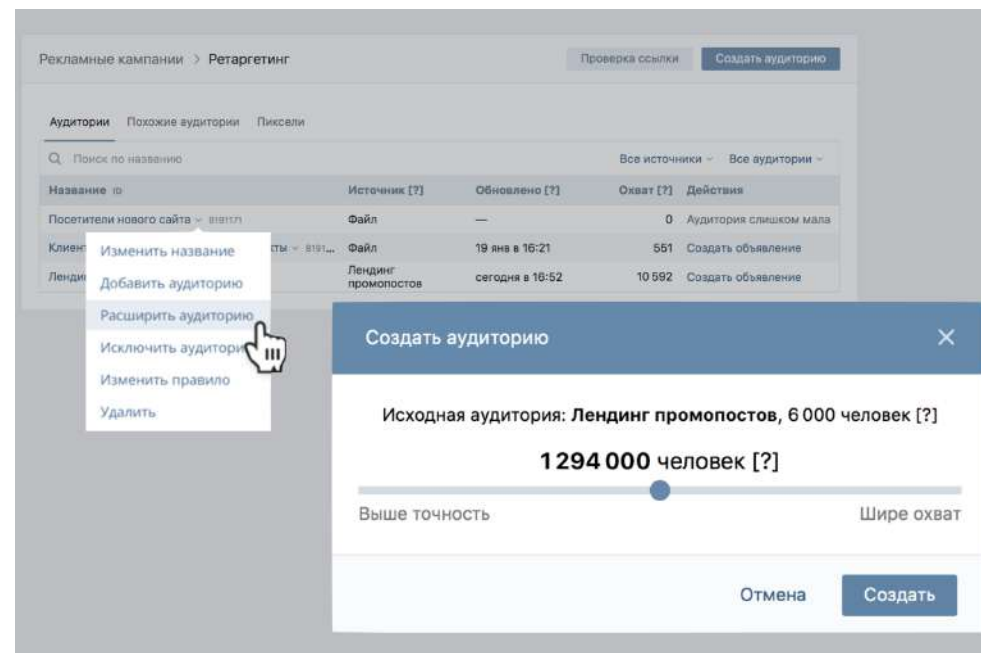 Рекламные кампании > Ретаргетинг
Проверка ссылки
Создать аудиторию
Аудитории Похожие аудитории Пиксели
Поиск по названию
Все источники Все аудитории
Название ID Источник [?] Обновлено [?] Охват [?] Действия
Посетители нового сайта Файл — 0 Аудитория слишком мала
Файл 19 янв в 16:21 551 Создать объявление
Лендинг промопостов сегодня в 16:52 10 592 Создать объявление
Изменить название
Добавить аудиторию
Расширить аудиторию
Исключить
Изменить правило
Удалить
Создать аудиторию
Исходная аудитория: Лендинг промопостов, 6 000 человек [?]
1 294 000 человек [?]
Выше точность Шире охват
Отмена Создать